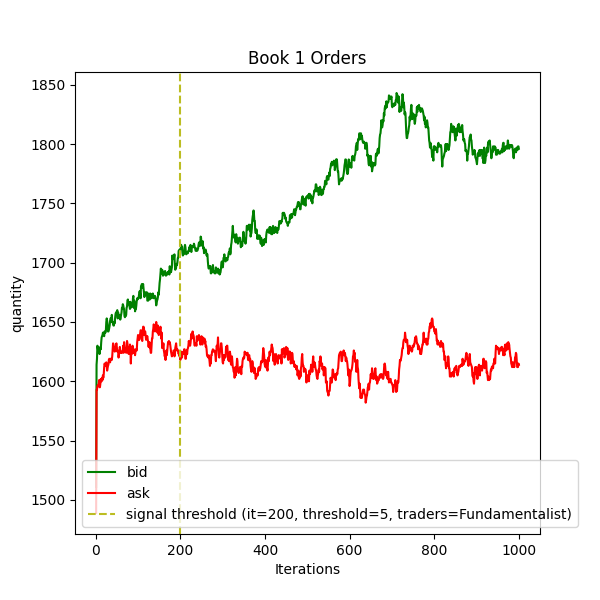 Book 1 Orders
quantity
1850
1800
1750
1700
1650
1600
1550
1500
bid
ask
signal threshold (it=200, threshold=5, traders=Fundamentalist)
0 200 400 600 800 1000
Iterations